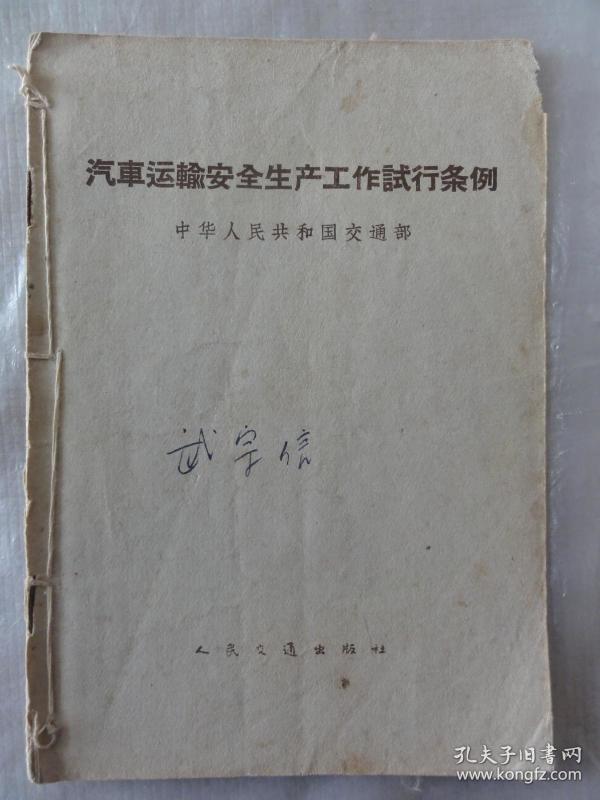 汽車运輸安全生产工作試行条例
中华人民共和国交通部
武宗信
人民交通出版社
孔夫子旧書网
www.kongfz.com